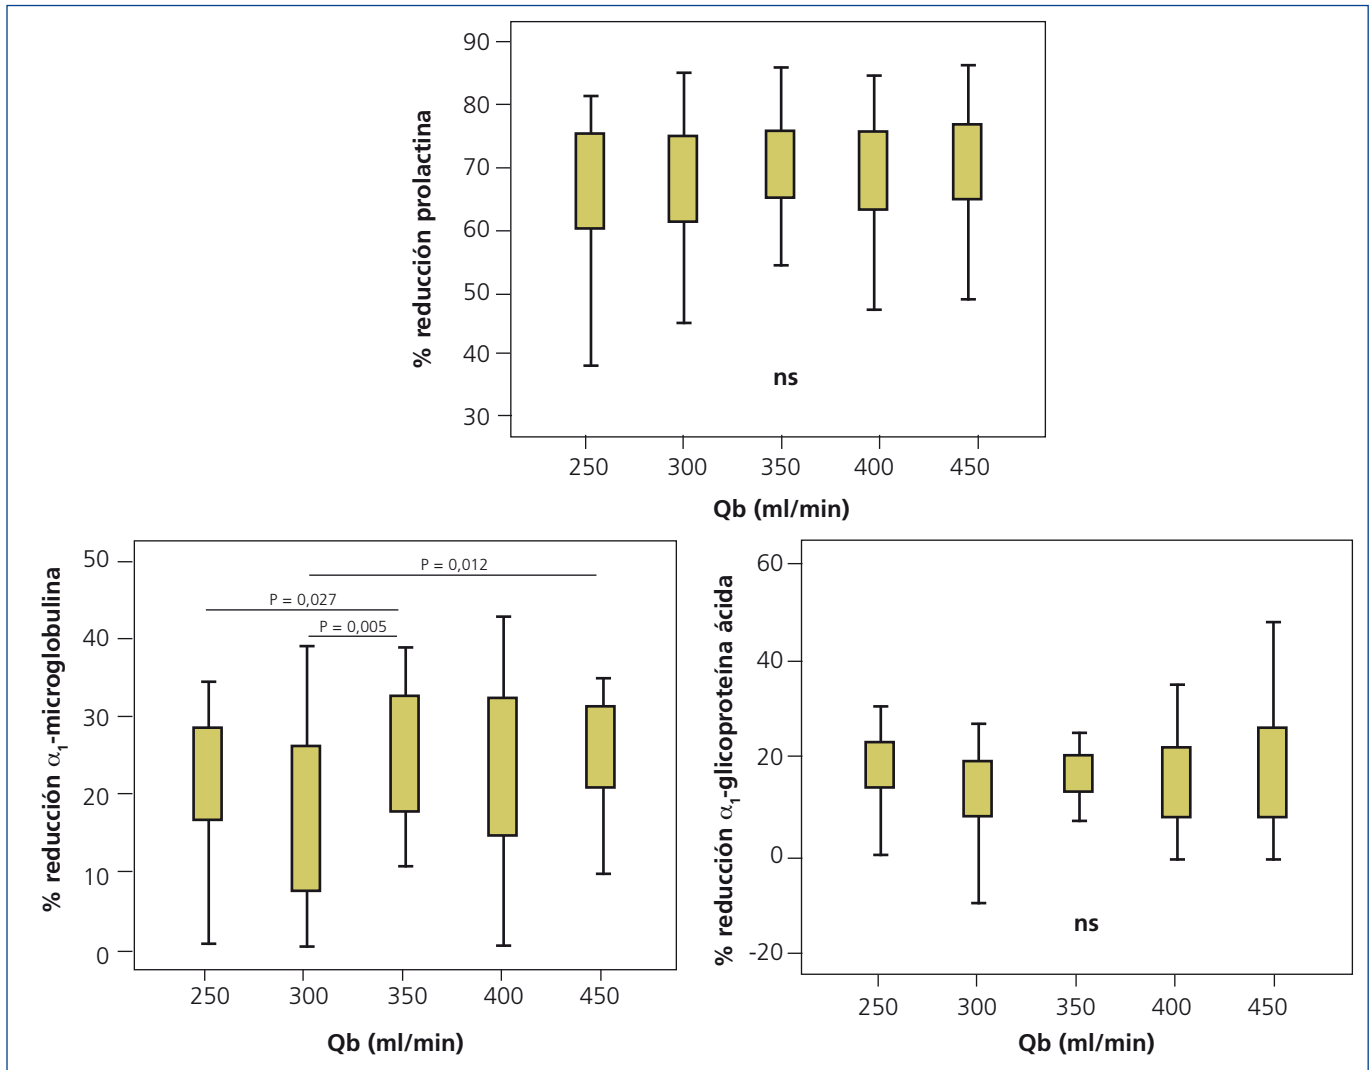 % reducción prolactina
90
80
70
60
50
40
30
ns
250 300 350 400 450
Qb (ml/min)
% reducción α₁-microglobulina
50
40
30
20
10
0
P = 0,012
P = 0,027
P = 0,005
250 300 350 400 450
Qb (ml/min)
% reducción α₁-glicoproteína ácida
60
40
20
0
-20
ns
250 300 350 400 450
Qb (ml/min)